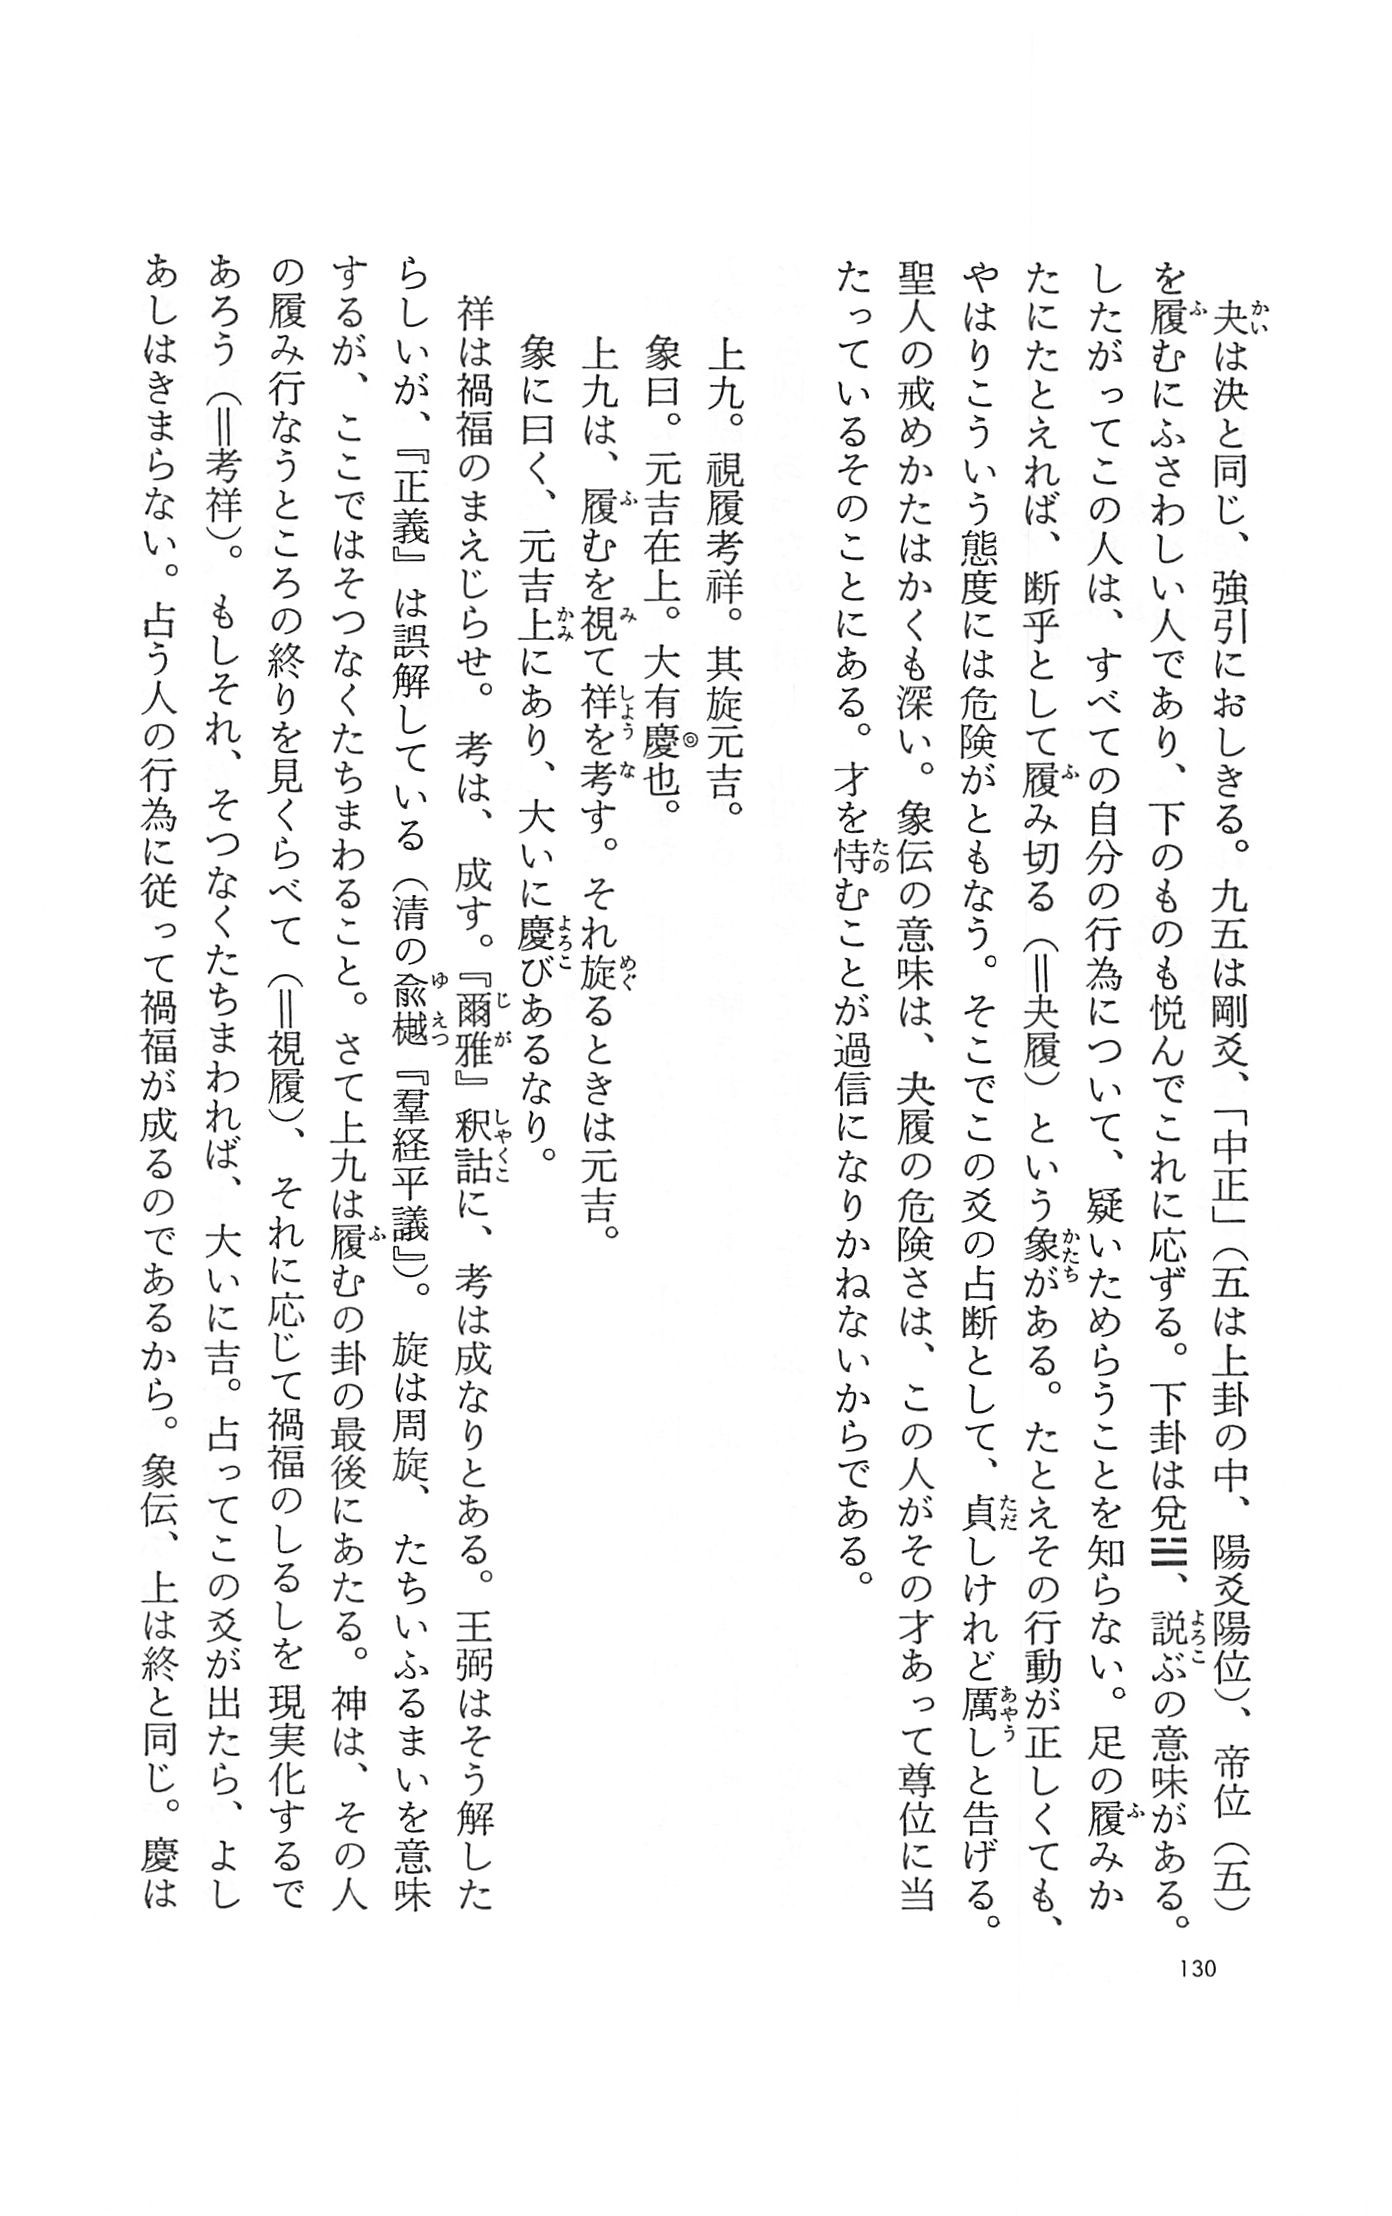 夬は決と同じ、強引におしきる。九五は剛爻、「中正」（五は上卦の中、陽爻陽位）、帝位（五）
を履むにふさわしい人であり、下のものも悦んでこれに応ずる。下卦は兌☱、説ぶの意味がある。
したがってこの人は、すべての自分の行為について、疑いためらうことを知らない。足の履みか
たにたとえれば、断乎として履み切る（＝夬履）という象がある。たとえその行動が正しくても、
やはりこういう態度には危険がともなう。そこでこの爻の占断として、貞しけれど厲しと告げる。
聖人の戒めかたはかくも深い。象伝の意味は、夬履の危険さは、この人がその才あって尊位に当
たっているそのことにある。才を恃むことが過信になりかねないからである。
上九。視履考祥。其旋元吉。
象曰。元吉在上。大有慶也。
上九は、履むを視て祥を考す。それ旋るときは元吉。
象に曰く、元吉上にあり、大いに慶びあるなり。
祥は禍福のまえじらせ。考は、成す。『爾雅』釈詁に、考は成なりとある。王弼はそう解した
らしいが、『正義』は誤解している（清の兪樾『羣経平議』）。旋は周旋、たちいふるまいを意味
するが、ここではそつなくたちまわること。さて上九は履むの卦の最後にあたる。神は、その人
の履み行なうところの終りを見くらべて（＝視履）、それに応じて禍福のしるしを現実化するで
あろう（＝考祥）。もしそれ、そつなくたちまわれば、大いに吉。占ってこの爻が出たら、よし
あしはきまらない。占う人の行為に従って禍福が成るのであるから。象伝、上は終と同じ。慶は
130